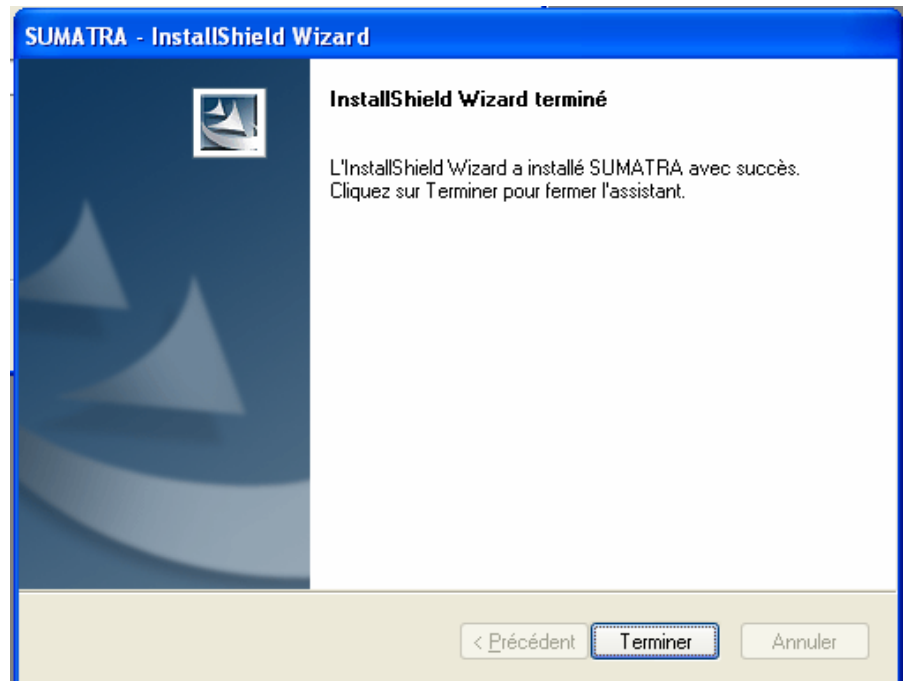 SUMATRA - InstallShield Wizard
InstallShield Wizard terminé
L'InstallShield Wizard a installé SUMATRA avec succès.
Cliquez sur Terminer pour fermer l'assistant.
< Précédent Terminer Annuler